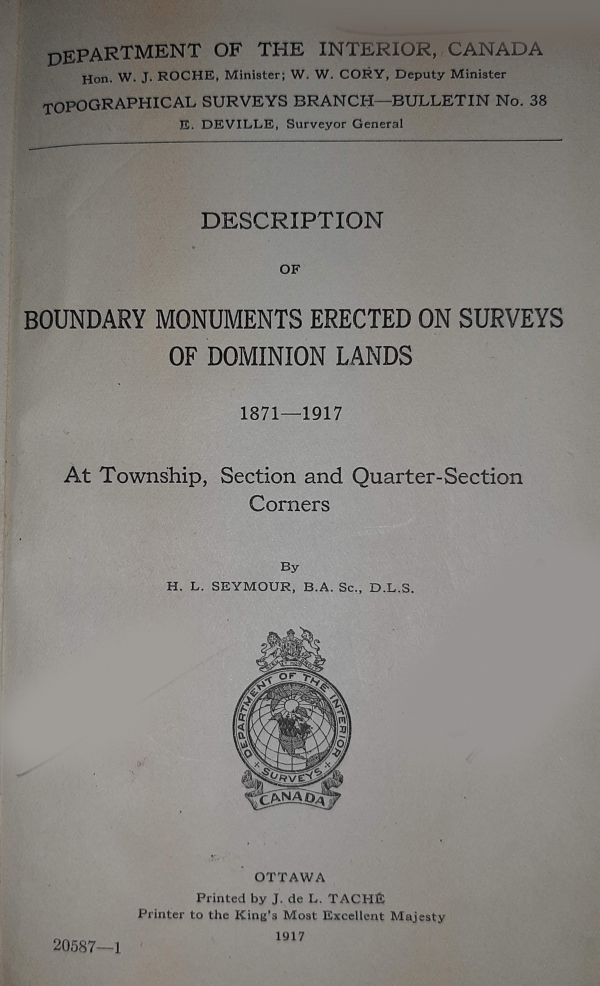 DEPARTMENT OF THE INTERIOR, CANADA
Hon. W. J. ROCHE, Minister; W. W. CORY, Deputy Minister
TOPOGRAPHICAL SURVEYS BRANCH—BULLETIN No. 38
E. DEVILLE, Surveyor General
DESCRIPTION
OF
BOUNDARY MONUMENTS ERECTED ON SURVEYS
OF DOMINION LANDS
1871—1917
At Township, Section and Quarter-Section
Corners
By
H. L. SEYMOUR, B.A. Sc., D.L.S.
DEPARTMENT OF THE INTERIOR
SURVEYS
CANADA
OTTAWA
Printed by J. de L. TACHÉ
Printer to the King's Most Excellent Majesty
1917
20587—1